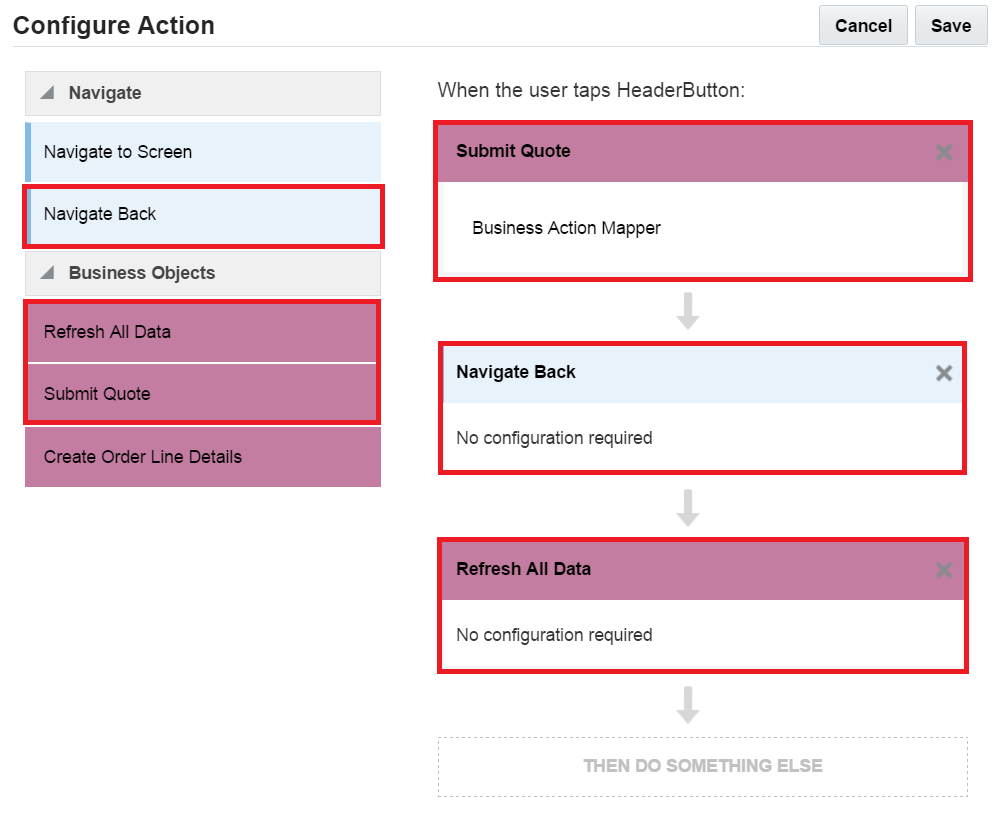 Configure Action
Cancel
Save
Navigate
Navigate to Screen
Navigate Back
Business Objects
Refresh All Data
Submit Quote
Create Order Line Details
When the user taps HeaderButton:
Submit Quote
Business Action Mapper
Navigate Back
No configuration required
Refresh All Data
No configuration required
THEN DO SOMETHING ELSE